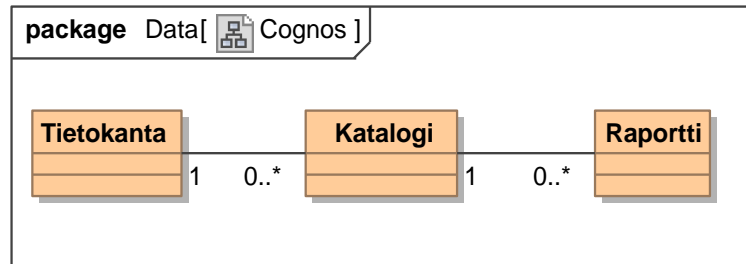 package Data[ Cognos ]
Tietokanta Katalogi Raportti
1 0..* 1 0..*